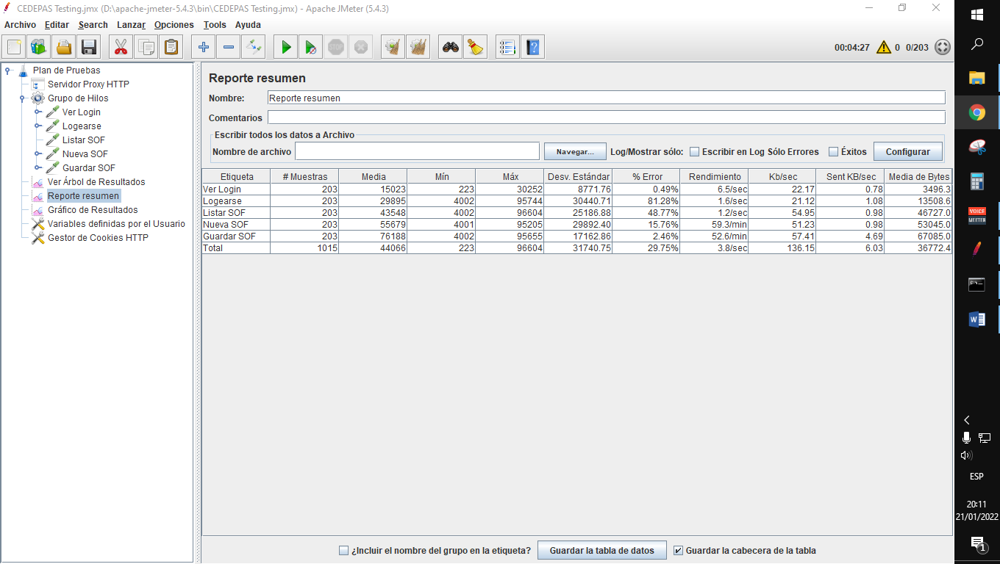 CEDEPAS Testing.jmx (D:\apache-jmeter-5.4.3\bin\CEDEPAS Testing.jmx) - Apache JMeter (5.4.3)
Archivo Editar Search Lanzar Opciones Tools Ayuda
00:04:27 0 0/203
Plan de Pruebas
Servidor Proxy HTTP
Grupo de Hilos
Ver Login
Logearse
Listar SOF
Nueva SOF
Guardar SOF
Ver Árbol de Resultados
Reporte resumen
Gráfico de Resultados
Variables definidas por el Usuario
Gestor de Cookies HTTP
Reporte resumen
Nombre: Reporte resumen
Comentarios
Escribir todos los datos a Archivo
Nombre de archivo Navegar... Log/Mostrar sólo: Escribir en Log Sólo Errores Éxitos Configurar
Etiqueta # Muestras Media Mín Máx Desv. Estándar % Error Rendimiento Kb/sec Sent KB/sec Media de Bytes
Ver Login 203 15023 223 30252 8771.76 0.49% 6.5/sec 22.17 0.78 3496.3
Logearse 203 29895 4002 95744 30440.71 81.28% 1.6/sec 21.12 1.08 13508.6
Listar SOF 203 43548 4002 96604 25186.88 48.77% 1.2/sec 54.95 0.98 46727.0
Nueva SOF 203 55679 4001 95205 29892.40 15.76% 59.3/min 51.23 0.98 53045.0
Guardar SOF 203 76188 4002 95655 17162.86 2.46% 52.6/min 57.41 4.69 67085.0
Total 1015 44066 223 96604 31740.75 29.75% 3.8/sec 136.15 6.03 36772.4
¿Incluir el nombre del grupo en la etiqueta? Guardar la tabla de datos Guardar la cabecera de la tabla
VOICE
MEETER
ESP
20:11
21/01/2022
1